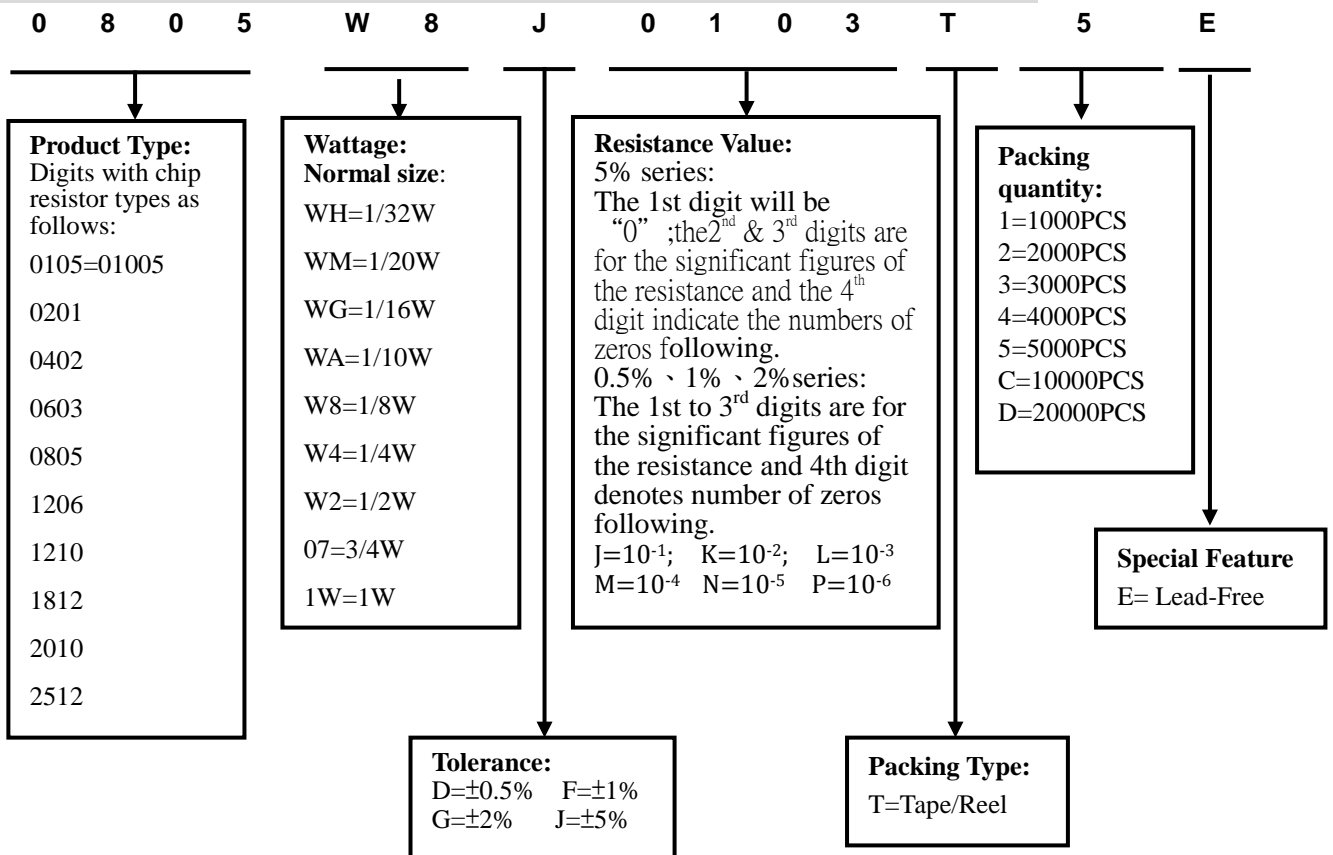 0 8 0 5 W 8 J 0 1 0 3 T 5 E
Product Type:
Digits with chip
resistor types as
follows:
0105=01005
0201
0402
0603
0805
1206
1210
1812
2010
2512
Wattage:
Normal size:
WH=1/32W
WM=1/20W
WG=1/16W
WA=1/10W
W8=1/8W
W4=1/4W
W2=1/2W
07=3/4W
1W=1W
Resistance Value:
5% series:
The 1st digit will be
“0” ;the2nd & 3rd digits are
for the significant figures of
the resistance and the 4th
digit indicate the numbers of
zeros following.
0.5%、1%、2%series:
The 1st to 3rd digits are for
the significant figures of
the resistance and 4th digit
denotes number of zeros
following.
J=10-1; K=10-2; L=10-3
M=10-4 N=10-5 P=10-6
Packing
quantity:
1=1000PCS
2=2000PCS
3=3000PCS
4=4000PCS
5=5000PCS
C=10000PCS
D=20000PCS
Special Feature
E= Lead-Free
Tolerance:
D=±0.5% F=±1%
G=±2% J=±5%
Packing Type:
T=Tape/Reel